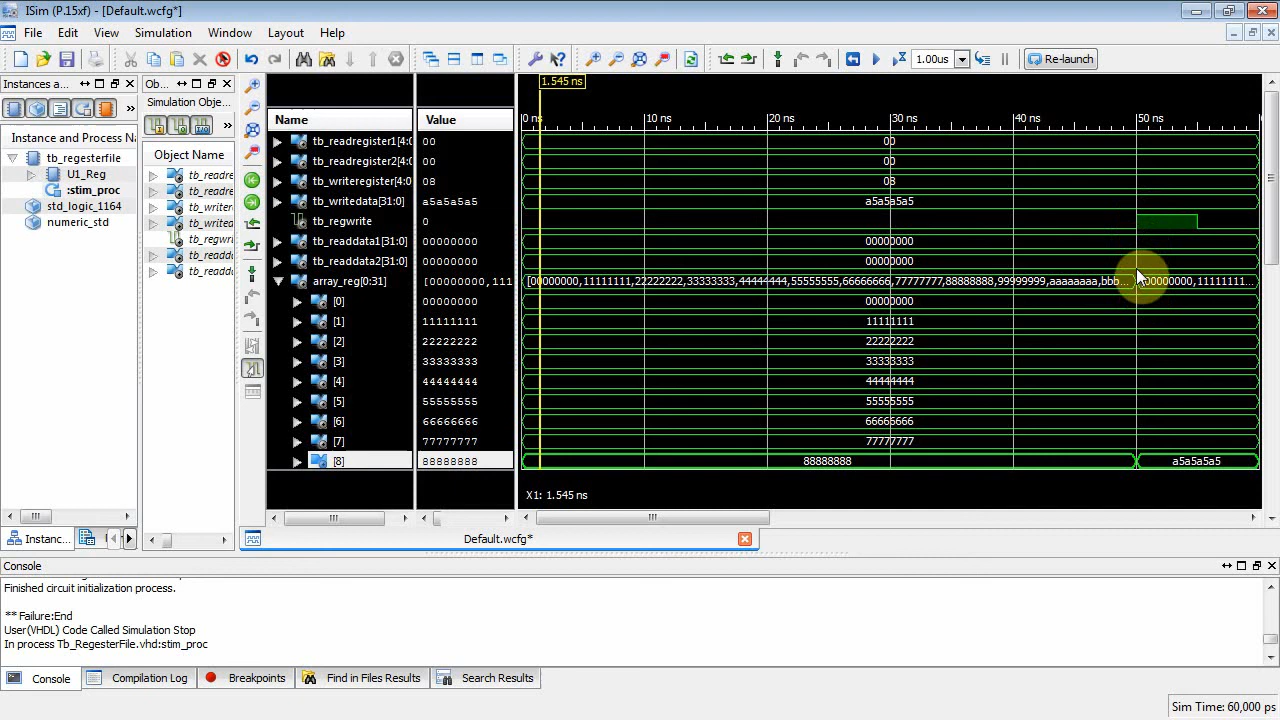 ISim (P.15xf) - [Default.wcfg*]
File Edit View Simulation Window Layout Help
1.00us Re-launch
Instances a...
Obj...
Simulation Obje...
Instance and Process Na
tb_regesterfile
U1_Reg
:stim_proc
std_logic_1164
numeric_std
Object Name
tb_readre
tb_readre
tb_writere
tb_writed
tb_regwri
tb_readda
tb_readda
Name Value
tb_readregister1[4:0 00
tb_readregister2[4:0 00
tb_writeregister[4:0 08
tb_writedata[31:0] a5a5a5a5
tb_regwrite 0
tb_readdata1[31:0] 00000000
tb_readdata2[31:0] 00000000
array_reg[0:31] [00000000,111
[0] 00000000
[1] 11111111
[2] 22222222
[3] 33333333
[4] 44444444
[5] 55555555
[6] 66666666
[7] 77777777
[8] 88888888
1.545 ns
0 ns 10 ns 20 ns 30 ns 40 ns 50 ns
00
00
08
a5a5a5a5
00000000
00000000
[00000000,11111111,22222222,33333333,44444444,55555555,66666666,77777777,88888888,99999999,aaaaaaaa,bbb... [00000000,11111111...
00000000
11111111
22222222
33333333
44444444
55555555
66666666
77777777
88888888 a5a5a5a5
X1: 1.545 ns
Instanc...
Default.wcfg*
Console
Finished circuit initialization process.
** Failure:End
User(VHDL) Code Called Simulation Stop
In process Tb_RegesterFile.vhd:stim_proc
Console Compilation Log Breakpoints Find in Files Results Search Results
Sim Time: 60,000 ps